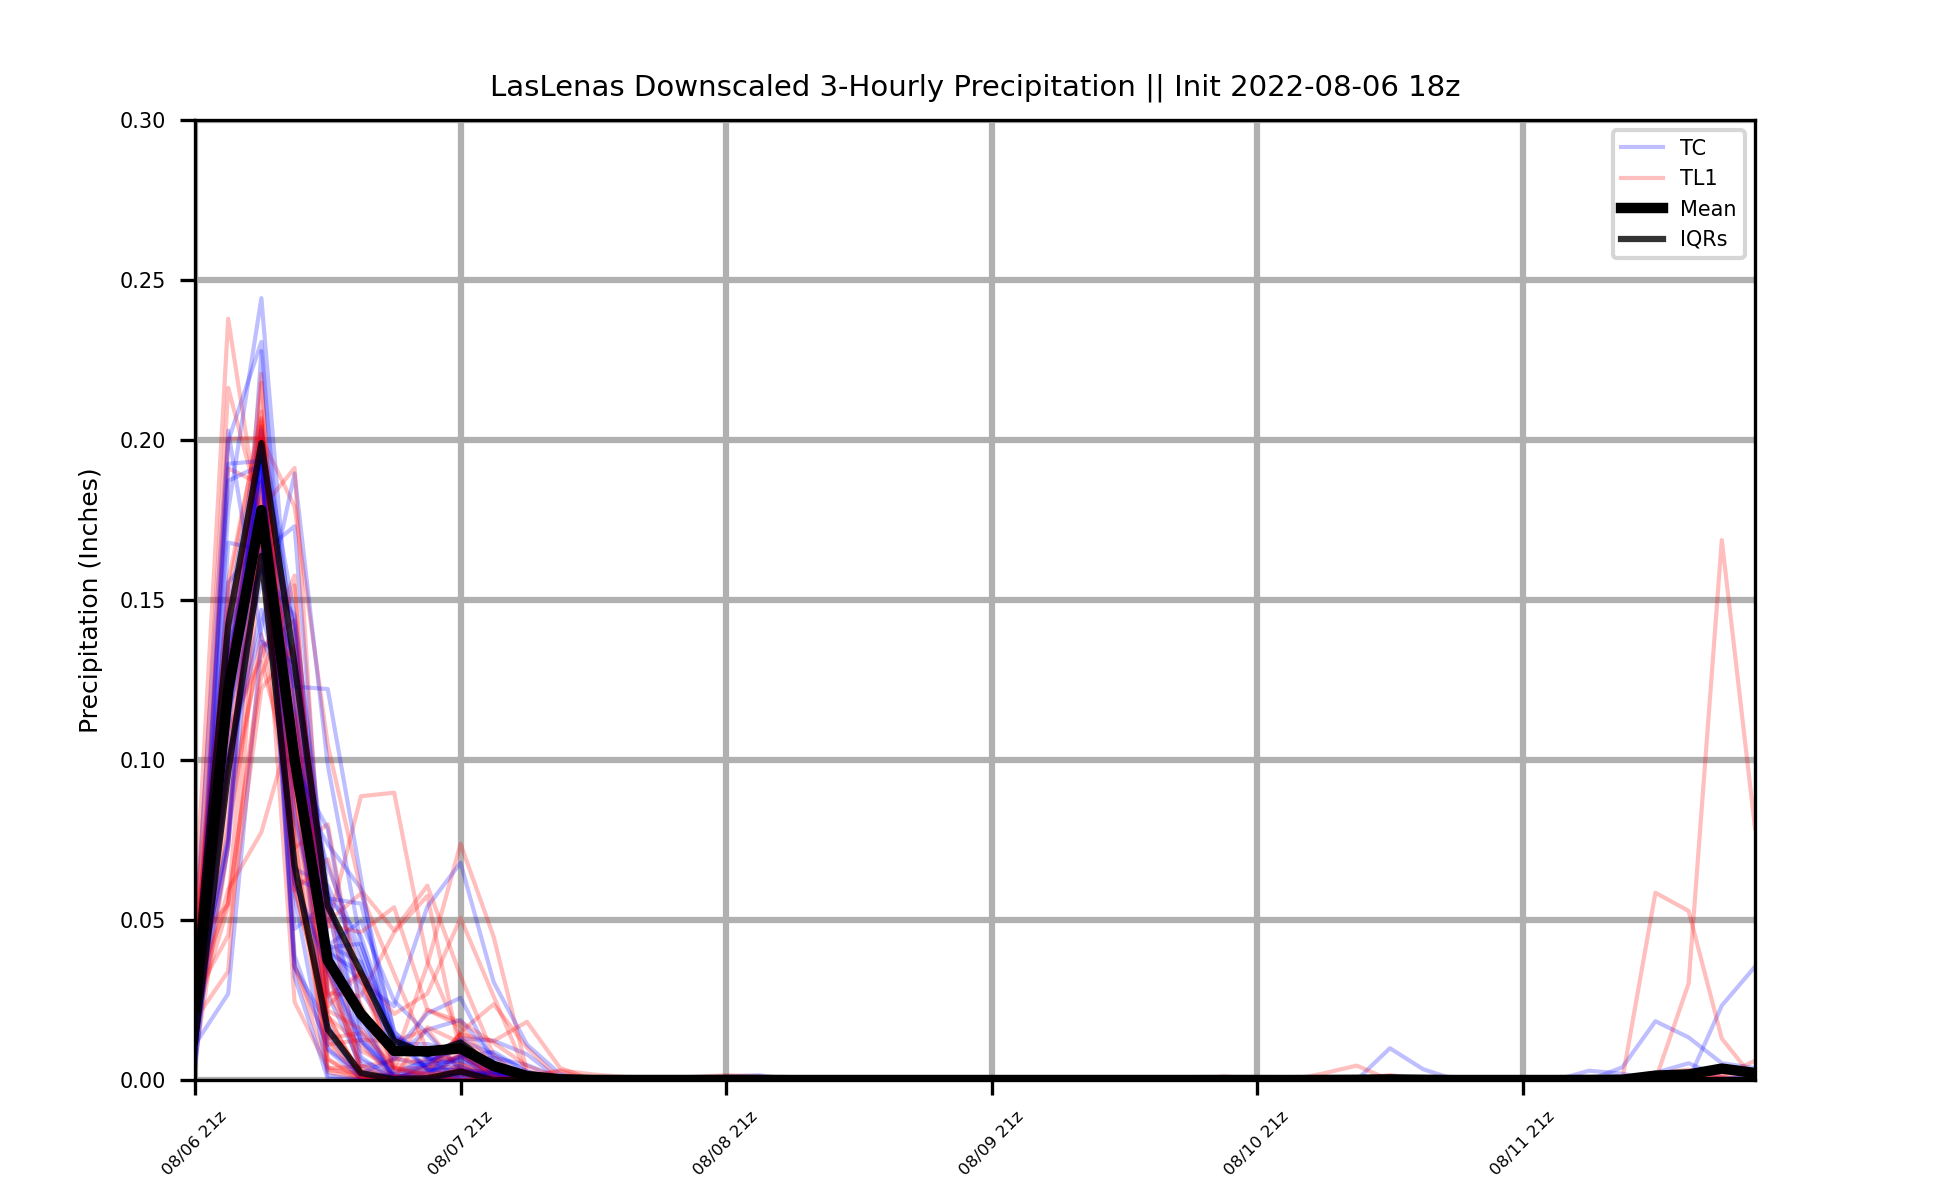 LasLenas Downscaled 3-Hourly Precipitation || Init 2022-08-06 18z
0.30
0.25
0.20
0.15
0.10
0.05
0.00
Precipitation (Inches)
TC
TL1
Mean
IQRs
08/06 21z
08/07 21z
08/08 21z
08/09 21z
08/10 21z
08/11 21z